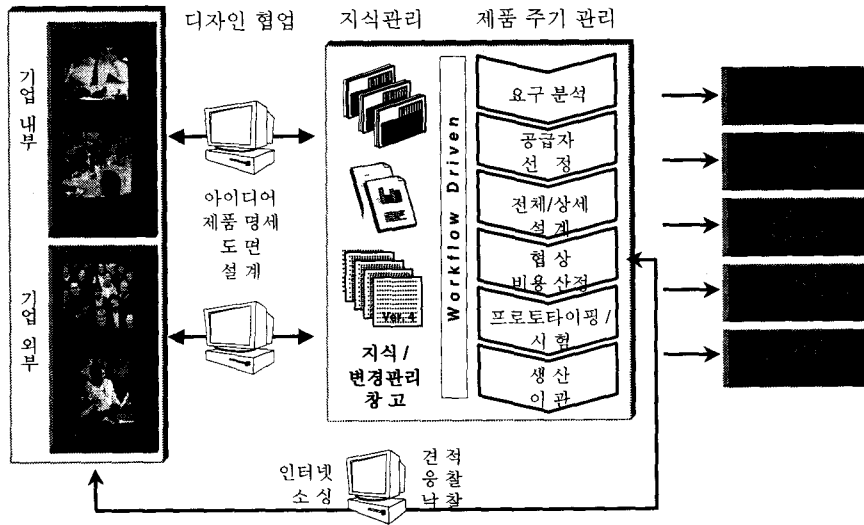 디자인 협업
지식관리
제품 주기 관리
기업 내부
기업 외부
아이디어
제품 명세
도면
설계
Ver. 4
지식 /
변경관리
창고
Workflow Driven
요구 분석
공급자
선정
전체/상세
설계
협상
비용 산정
프로토타이핑 /
시험
생산
이관
인터넷
소싱
견적
응찰
낙찰